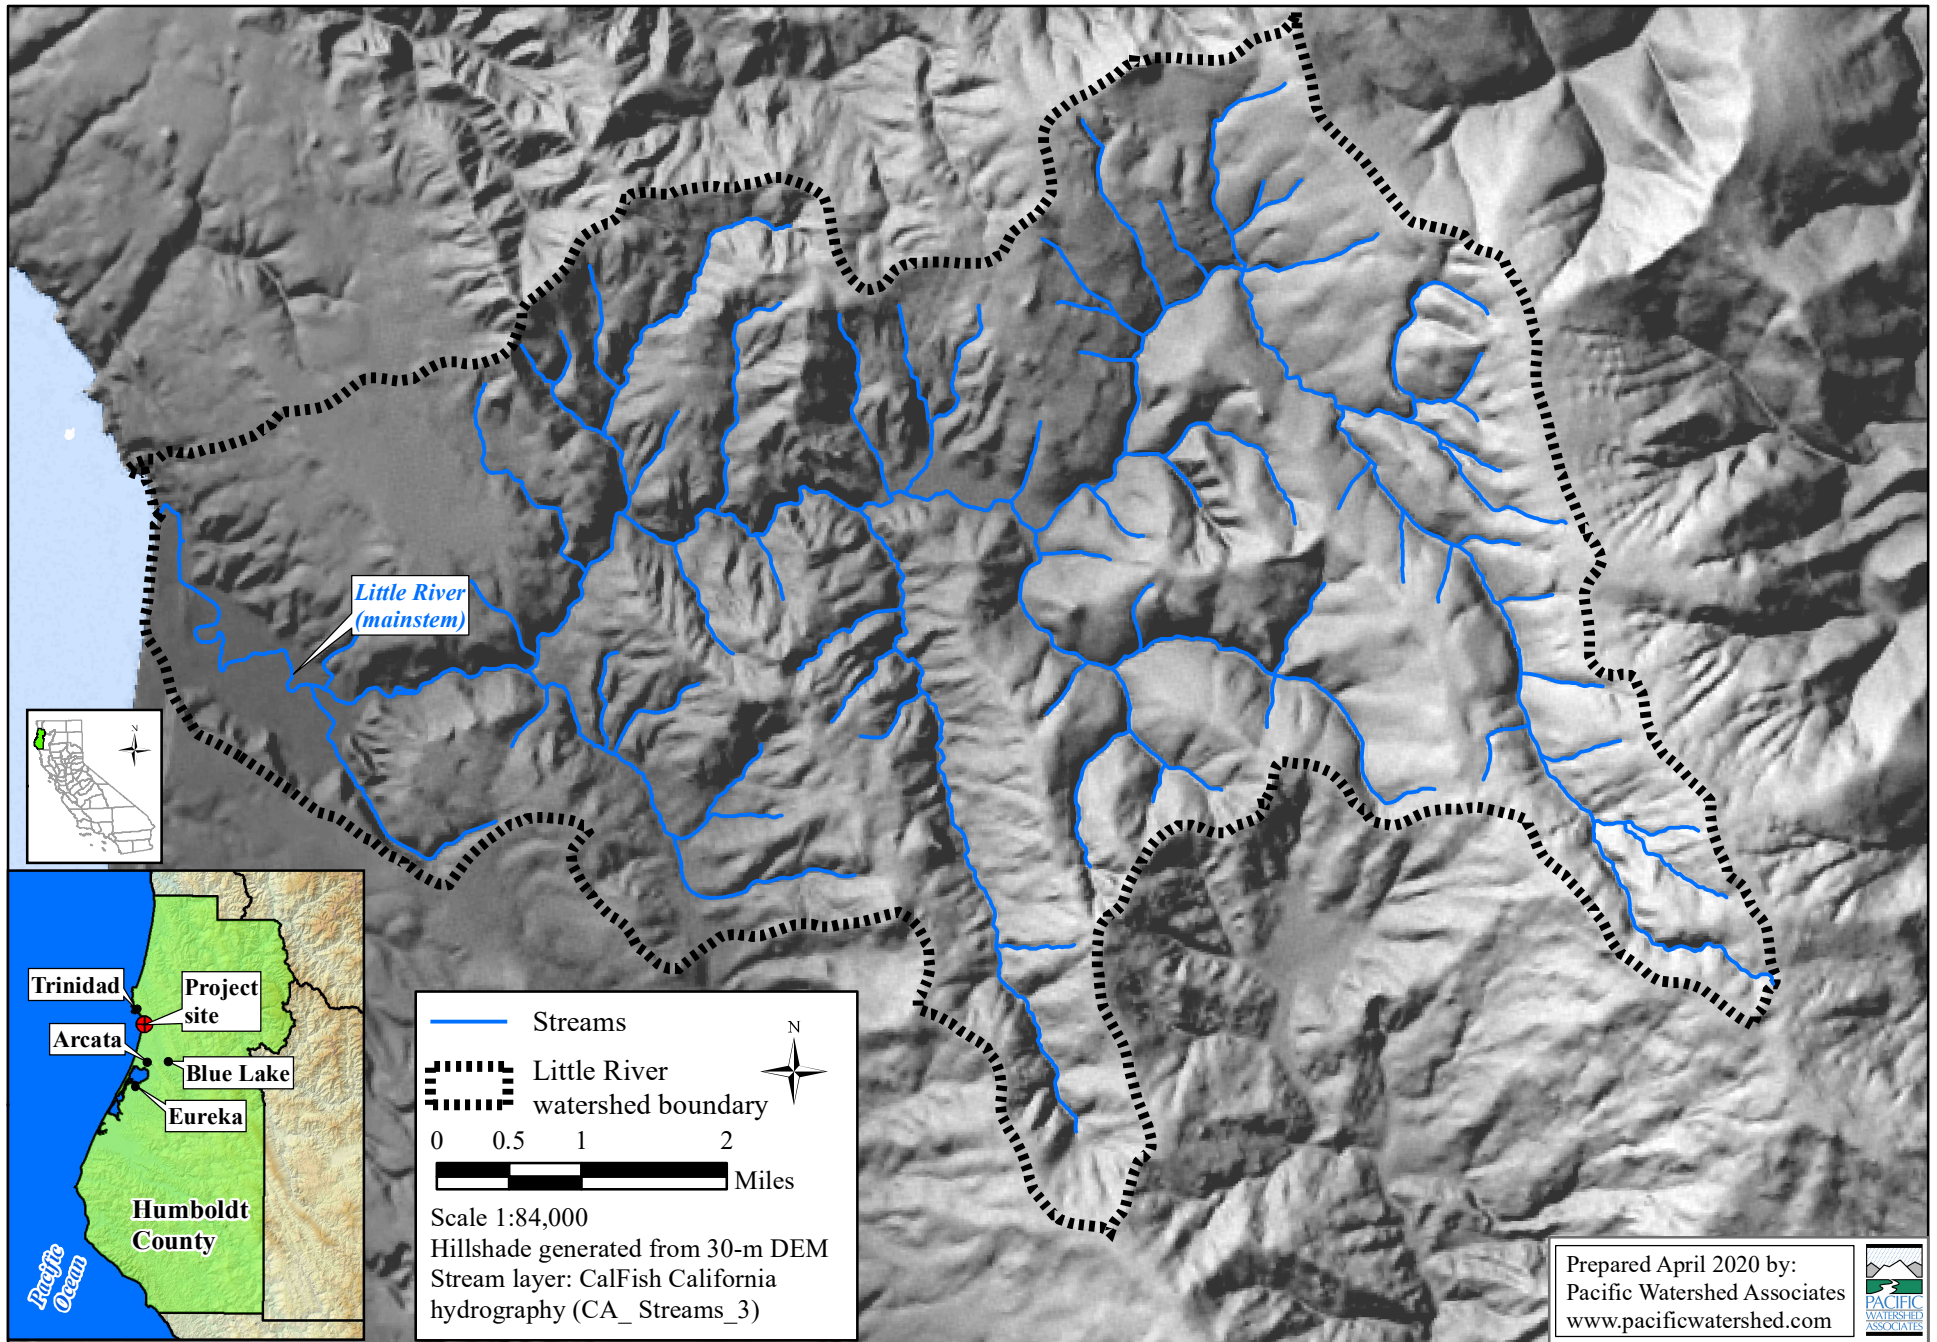 Little River
(mainstem)
N
Trinidad
Project
site
Arcata
Blue Lake
Eureka
Humboldt
County
Pacific
Ocean
Streams
Little River
watershed boundary
N
0 0.5 1 2
Miles
Scale 1:84,000
Hillshade generated from 30-m DEM
Stream layer: CalFish California
hydrography (CA_ Streams_3)
Prepared April 2020 by:
Pacific Watershed Associates
www.pacificwatershed.com
PACIFIC
WATERSHED
ASSOCIATES